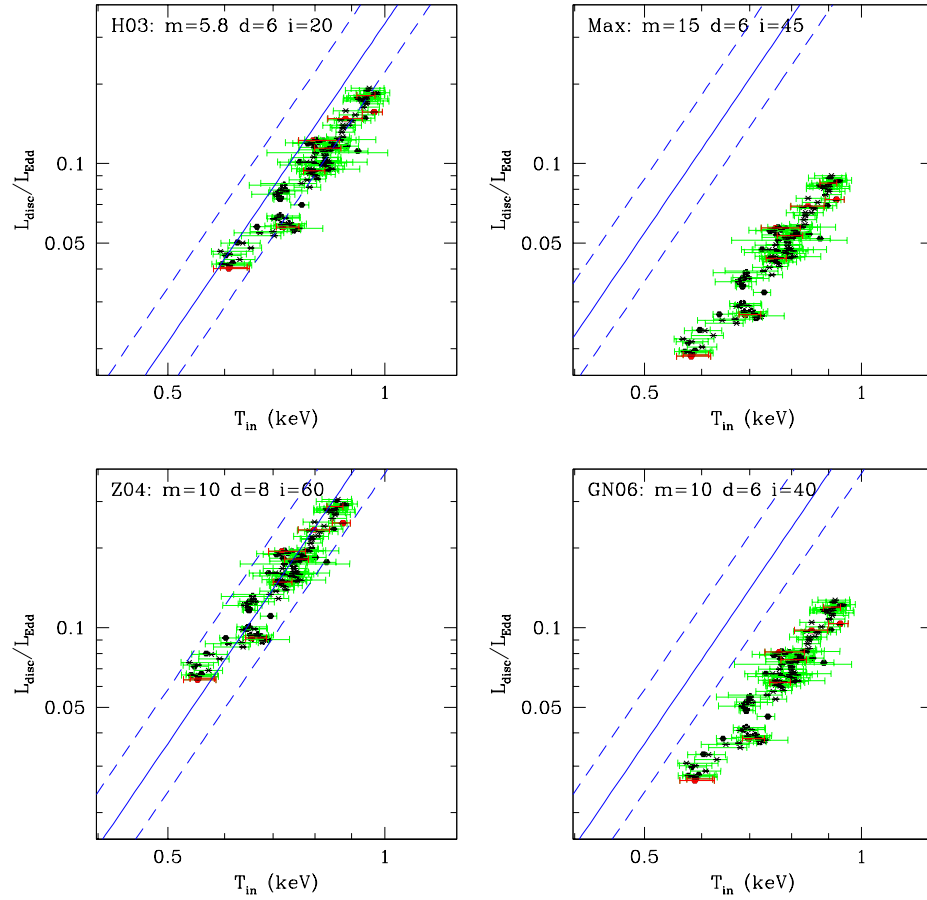 H03: m=5.8 d=6 i=20
0.1
0.05
L_disc/L_Edd
0.5
1
T_in (keV)
Max: m=15 d=6 i=45
0.1
0.05
L_disc/L_Edd
0.5
1
T_in (keV)
Z04: m=10 d=8 i=60
0.1
0.05
L_disc/L_Edd
0.5
1
T_in (keV)
GN06: m=10 d=6 i=40
0.1
0.05
L_disc/L_Edd
0.5
1
T_in (keV)